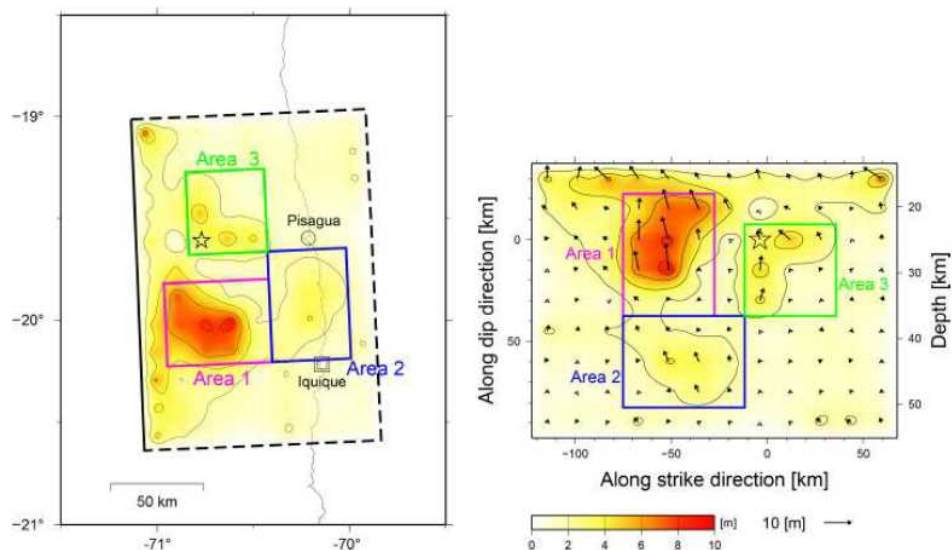 −19°
−20°
−21°
−71°
−70°
Area 3
Pisagua
Area 1
Iquique
Area 2
50 km
Along dip direction [km]
0
50
Area 1
Area 2
Area 3
20
30
40
50
Depth [km]
−100
−50
0
50
Along strike direction [km]
0 2 4 6 8 10
[m]
10 [m]